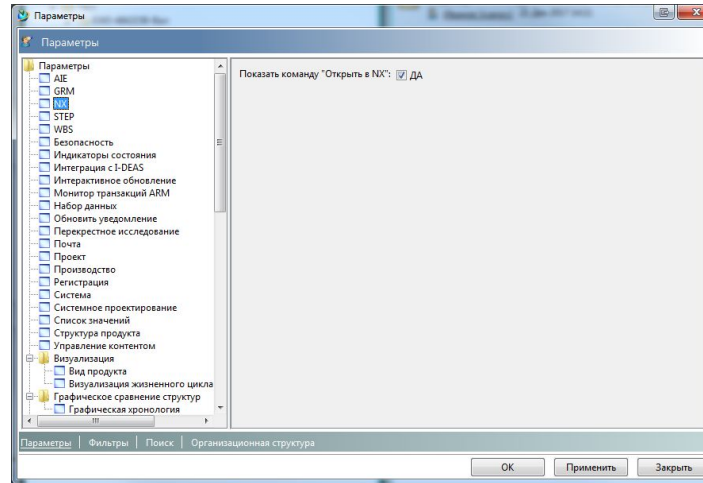 Параметры
Параметры
Параметры
AIE
GRM
NX
STEP
WBS
Безопасность
Индикаторы состояния
Интеграция с I-DEAS
Интерактивное обновление
Монитор транзакций ARM
Набор данных
Обновить уведомление
Перекрестное исследование
Почта
Проект
Производство
Регистрация
Система
Системное проектирование
Список значений
Структура продукта
Управление контентом
Визуализация
Вид продукта
Визуализация жизненного цикла
Графическое сравнение структур
Графическая хронология
Показать команду "Открыть в NX": ДА
Параметры | Фильтры | Поиск | Организационная структура
ОК Применить Закрыть